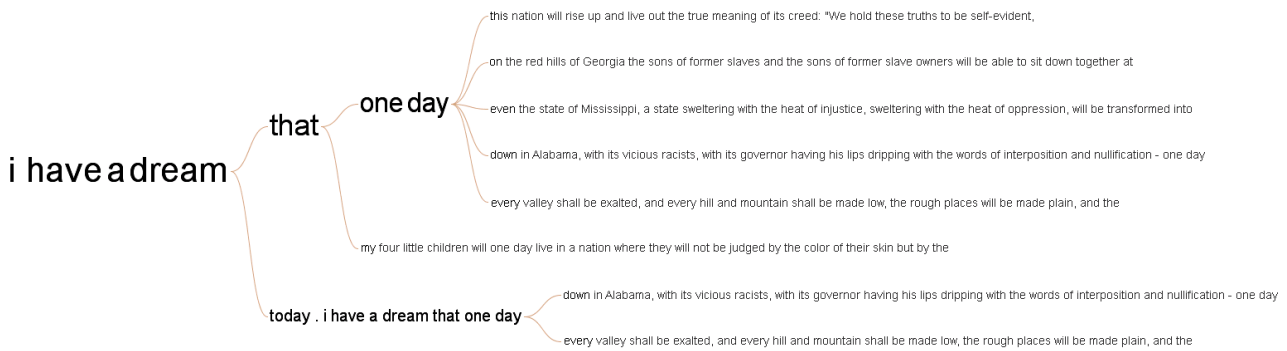 i have a dream
that
one day
this nation will rise up and live out the true meaning of its creed: "We hold these truths to be self-evident,
on the red hills of Georgia the sons of former slaves and the sons of former slave owners will be able to sit down together at
even the state of Mississippi, a state sweltering with the heat of injustice, sweltering with the heat of oppression, will be transformed into
down in Alabama, with its vicious racists, with its governor having his lips dripping with the words of interposition and nullification - one day
every valley shall be exalted, and every hill and mountain shall be made low, the rough places will be made plain, and the
my four little children will one day live in a nation where they will not be judged by the color of their skin but by the
today . i have a dream that one day
down in Alabama, with its vicious racists, with its governor having his lips dripping with the words of interposition and nullification - one day
every valley shall be exalted, and every hill and mountain shall be made low, the rough places will be made plain, and the